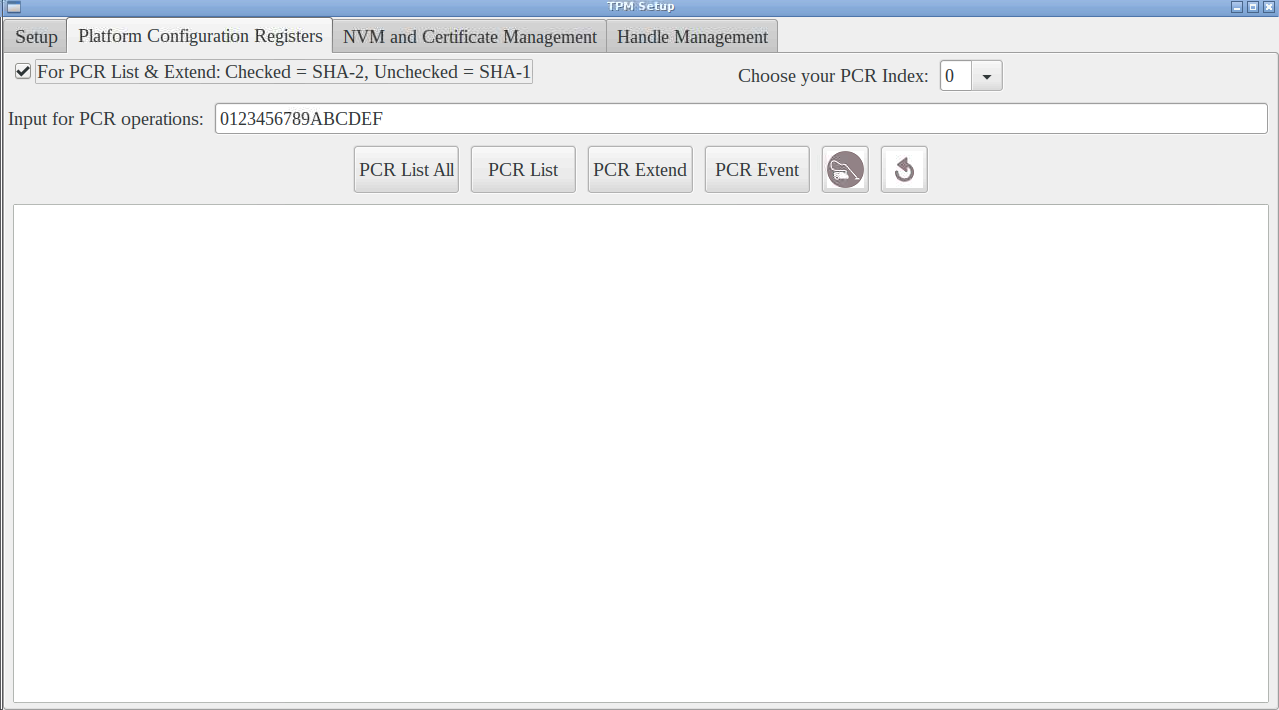 TPM Setup
Setup Platform Configuration Registers NVM and Certificate Management Handle Management
For PCR List & Extend: Checked = SHA-2, Unchecked = SHA-1 Choose your PCR Index: 0
Input for PCR operations: 0123456789ABCDEF
PCR List All PCR List PCR Extend PCR Event